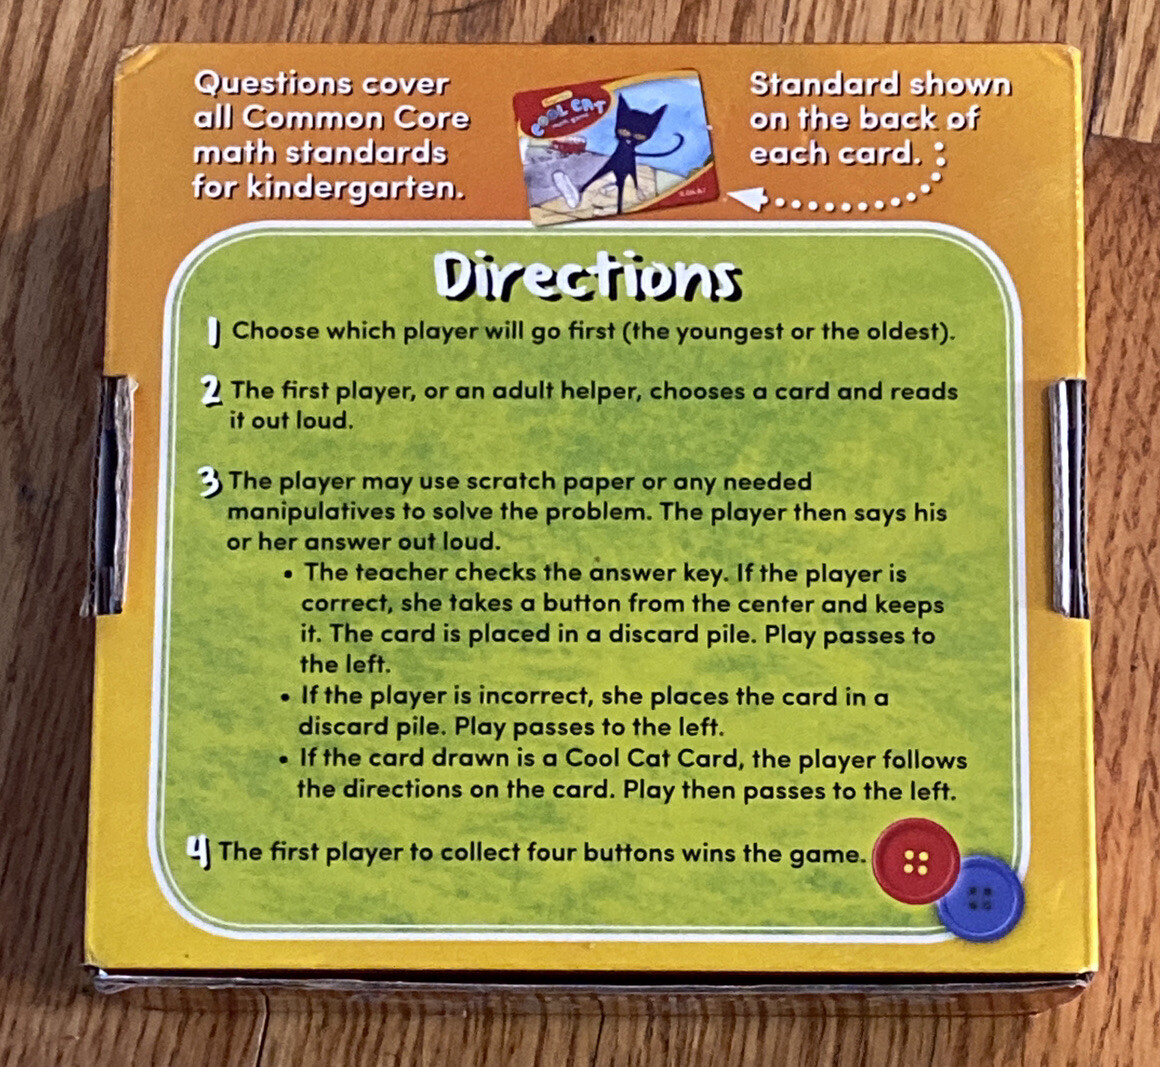 Questions cover
all Common Core
math standards
for kindergarten.
COOL CAT
math game
Standard shown
on the back of
each card.
Directions
1 Choose which player will go first (the youngest or the oldest).
2 The first player, or an adult helper, chooses a card and reads
it out loud.
3 The player may use scratch paper or any needed
manipulatives to solve the problem. The player then says his
or her answer out loud.
• The teacher checks the answer key. If the player is
correct, she takes a button from the center and keeps
it. The card is placed in a discard pile. Play passes to
the left.
• If the player is incorrect, she places the card in a
discard pile. Play passes to the left.
• If the card drawn is a Cool Cat Card, the player follows
the directions on the card. Play then passes to the left.
4 The first player to collect four buttons wins the game.